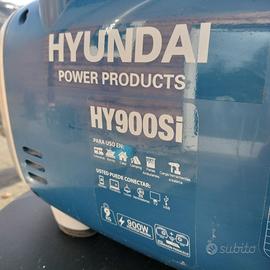 HYUNDAI
POWER PRODUCTS
HY900Si
PARA USO EN:
USTED PUEDE CONECTAR:
900W
subito